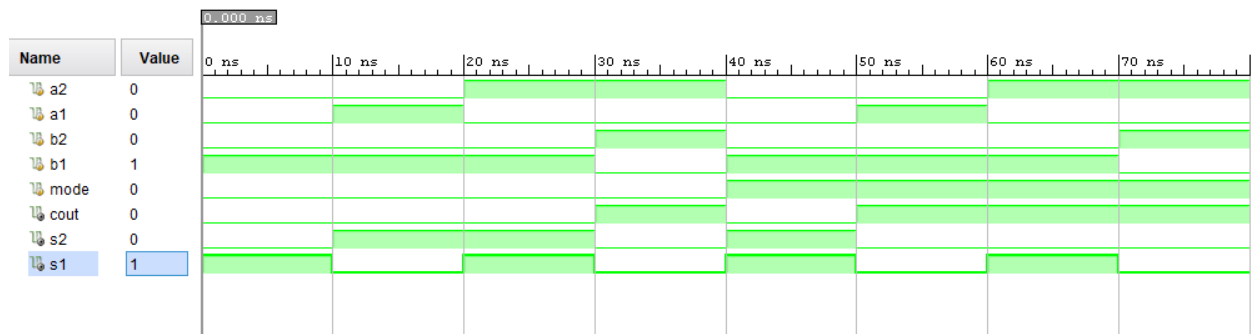 0.000 ns
Name Value 0 ns 10 ns 20 ns 30 ns 40 ns 50 ns 60 ns 70 ns
a2 0
a1 0
b2 0
b1 1
mode 0
cout 0
s2 0
s1 1